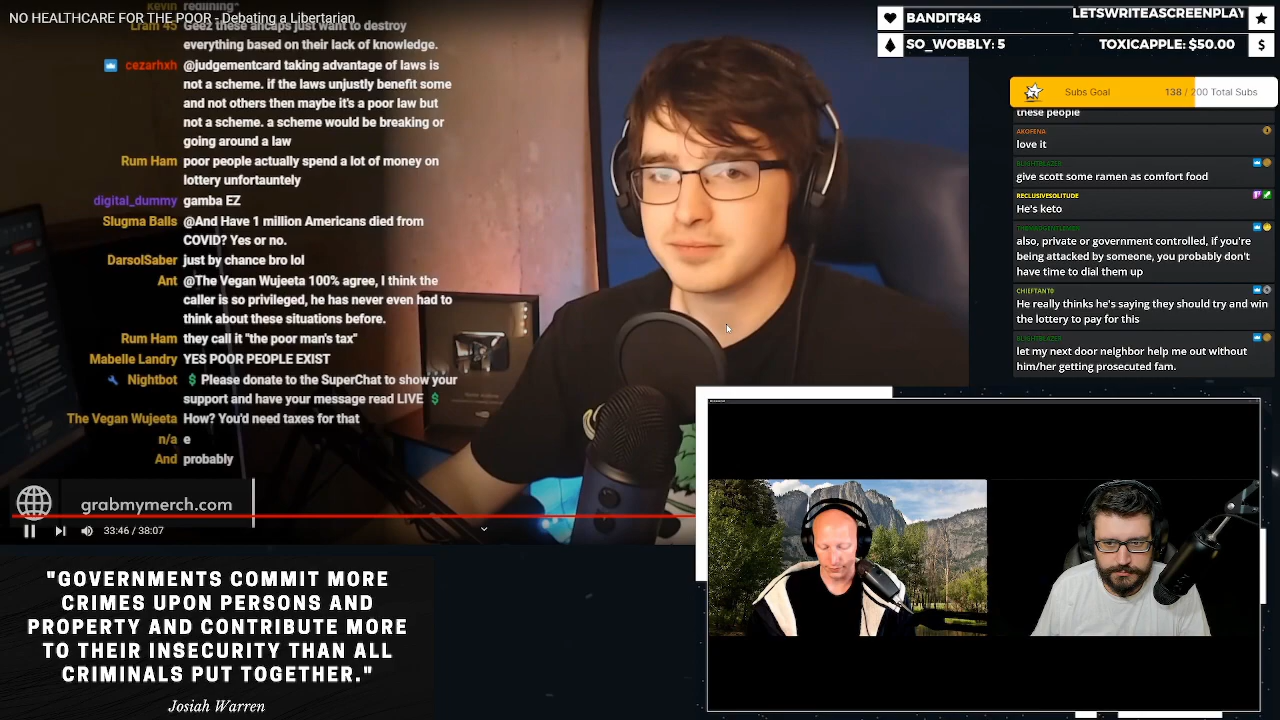 NO HEALTHCARE FOR THE POOR - Debating a Libertarian
kevin redlining*
Lram 45 Geez these ancaps just want to destroy
everything based on their lack of knowledge.
cezarhxh @judgementcard taking advantage of laws is
not a scheme. if the laws unjustly benefit some
and not others then maybe it's a poor law but
not a scheme. a scheme would be breaking or
going around a law
Rum Ham poor people actually spend a lot of money on
lottery unfortauntely
digital_dummy gamba EZ
Slugma Balls @And Have 1 million Americans died from
COVID? Yes or no.
DarsolSaber just by chance bro lol
Ant @The Vegan Wujeeta 100% agree, I think the
caller is so privileged, he has never even had to
think about these situations before.
Rum Ham they call it "the poor man's tax"
Mabelle Landry YES POOR PEOPLE EXIST
Nightbot $ Please donate to the SuperChat to show your
support and have your message read LIVE $
The Vegan Wujeeta How? You'd need taxes for that
n/a e
And probably
grabmymerch.com
33:46 / 38:07
BANDIT848
LETSWRITEASCREENPLAY
SO_WOBBLY: 5
TOXICAPPLE: $50.00
Subs Goal 138 / 200 Total Subs
these people
AKOFENA
love it
BLIGHTBLAZER
give scott some ramen as comfort food
RECLUSIVESOLITUDE
He's keto
also, private or government controlled, if you're
being attacked by someone, you probably don't
have time to dial them up
CHIEFTANT0
He really thinks he's saying they should try and win
the lottery to pay for this
BLIGHTBLAZER
let my next door neighbor help me out without
him/her getting prosecuted fam.
"GOVERNMENTS COMMIT MORE
CRIMES UPON PERSONS AND
PROPERTY AND CONTRIBUTE MORE
TO THEIR INSECURITY THAN ALL
CRIMINALS PUT TOGETHER."
Josiah Warren